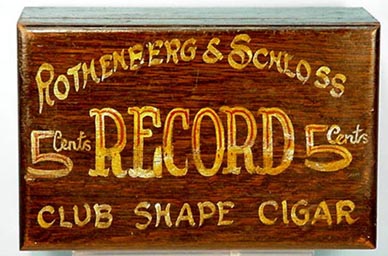 ROTHENBERG & SCHLOSS
5 Cents RECORD 5 Cents
CLUB SHAPE CIGAR